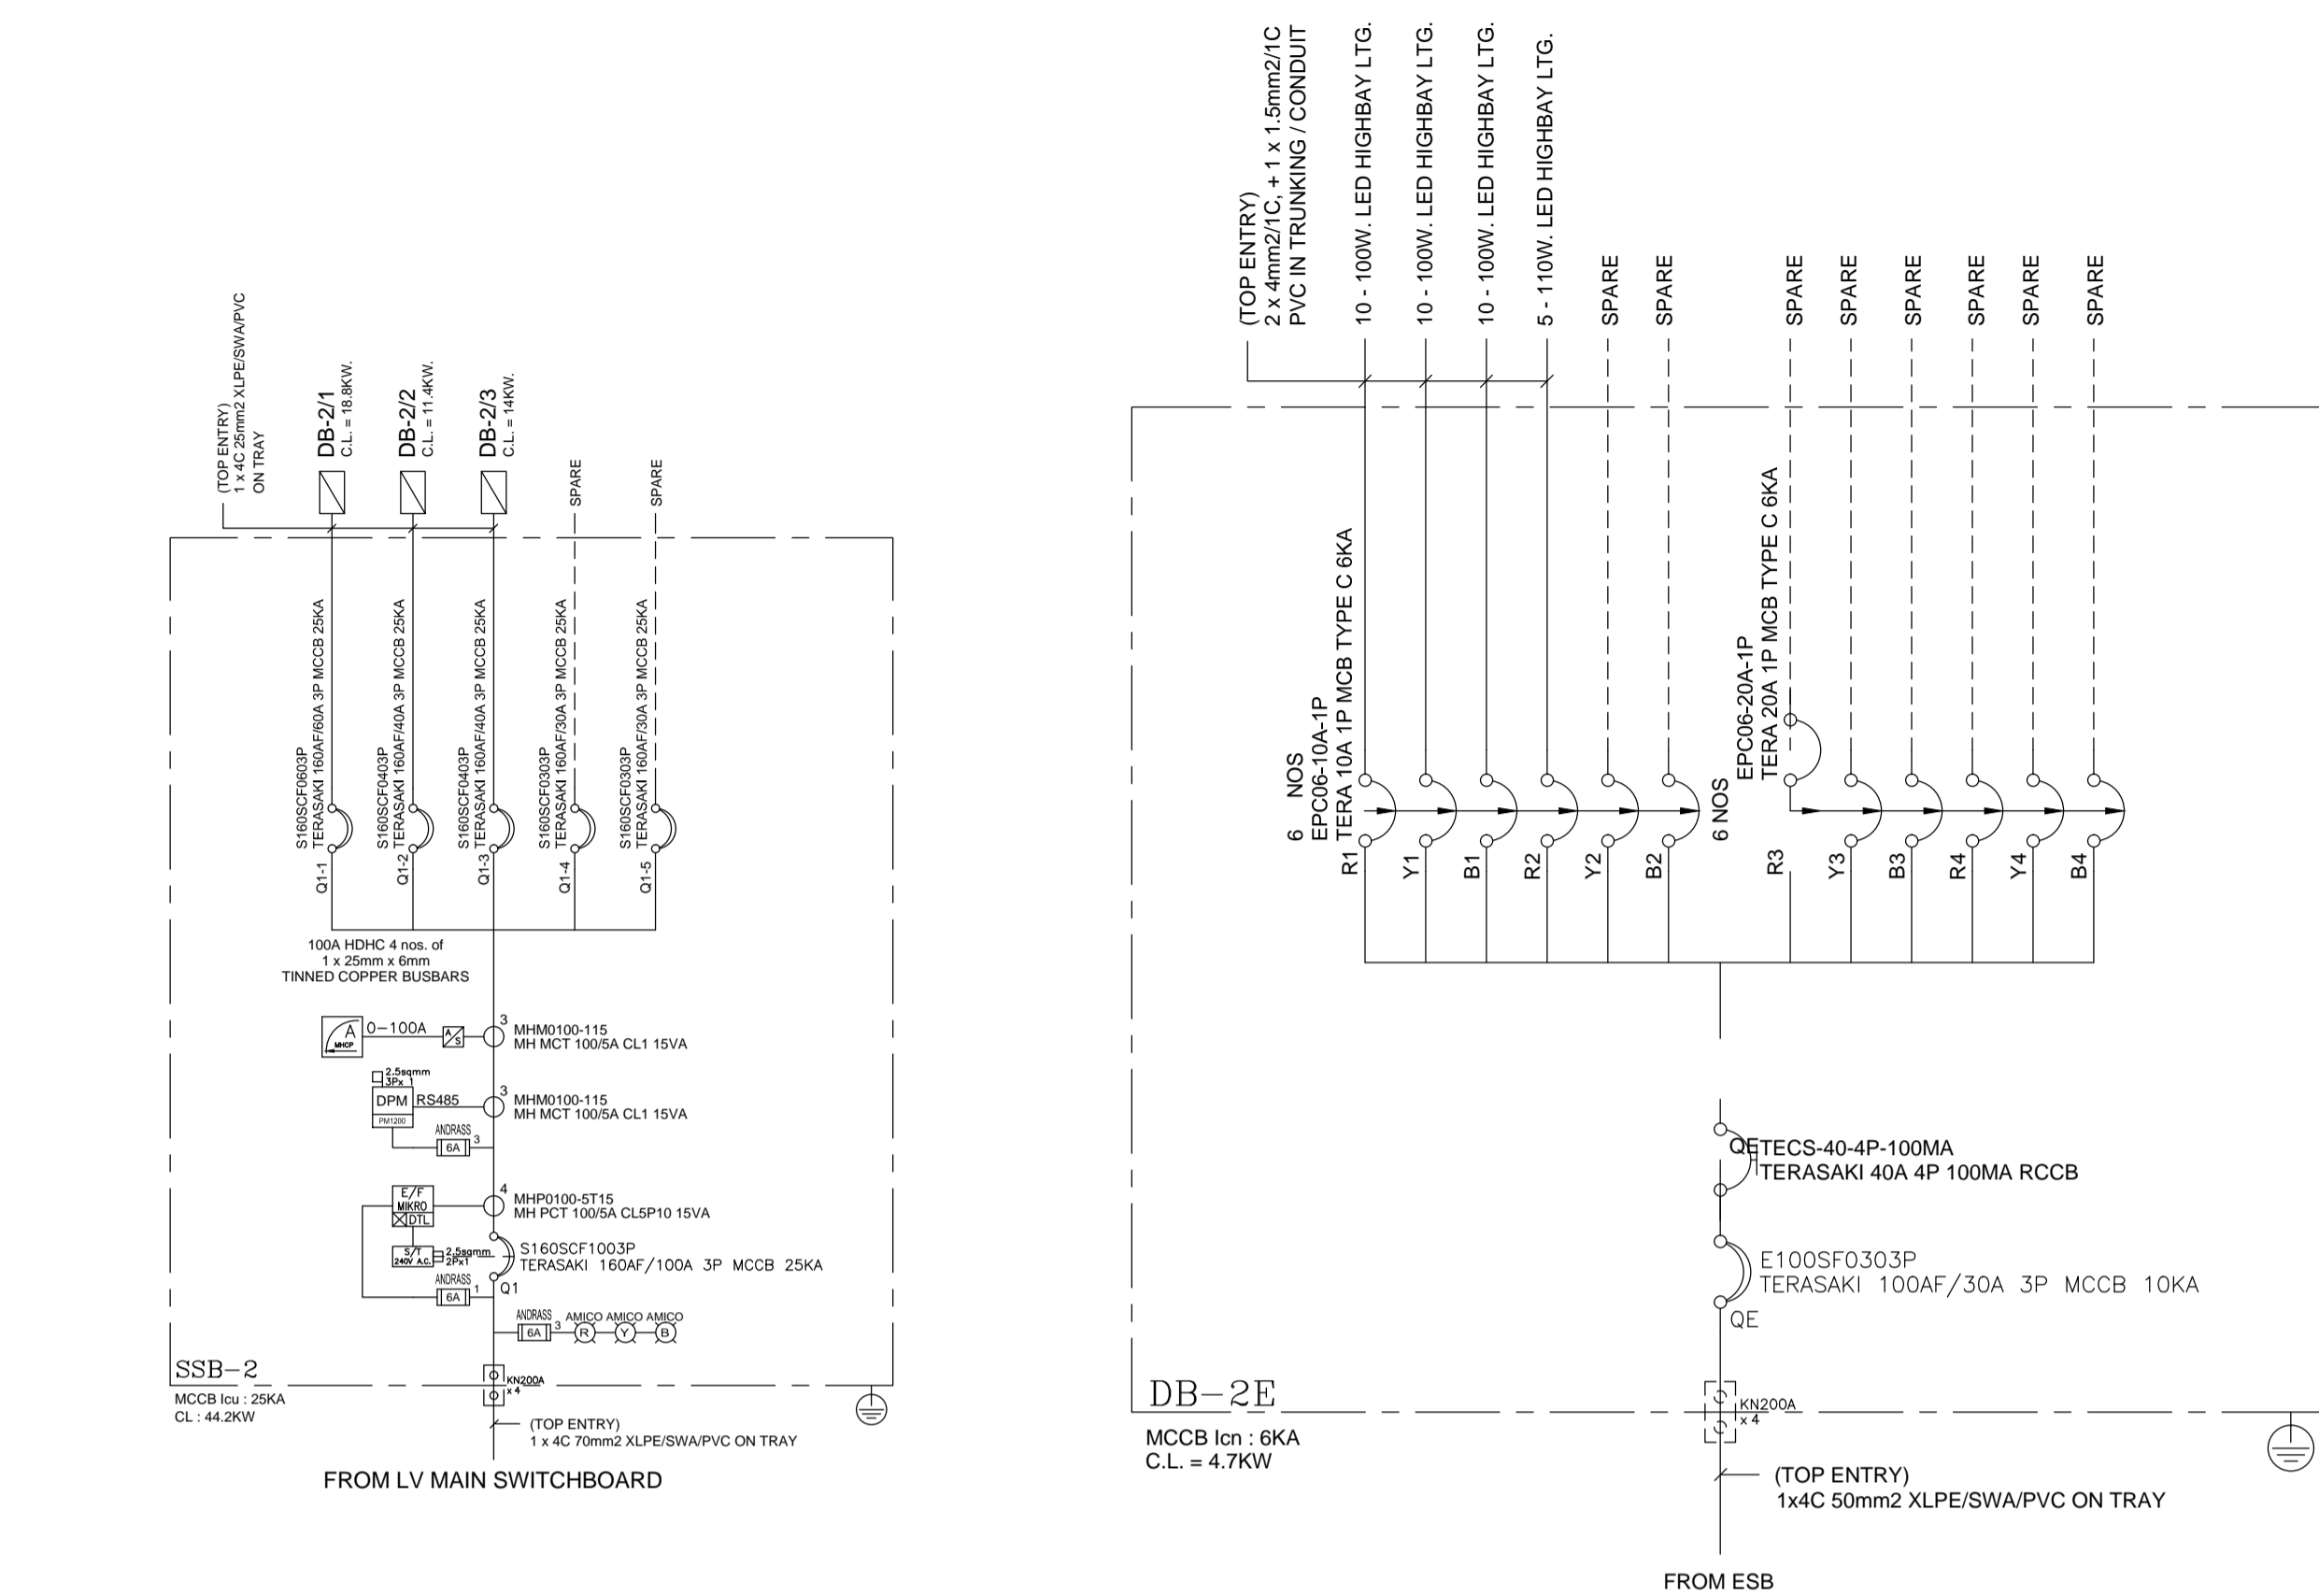 (TOP ENTRY)
1 x 4C 25mm2 XLPE/SWA/PVC
ON TRAY
DB-2/1
C.L. = 18.8KW.
DB-2/2
C.L. = 11.4KW.
DB-2/3
C.L. = 14KW.
SPARE
SPARE
S160SCF0603P
TERASAKI 160AF/60A 3P MCCB 25KA
Q1-1
S160SCF0403P
TERASAKI 160AF/40A 3P MCCB 25KA
Q1-2
S160SCF0403P
TERASAKI 160AF/40A 3P MCCB 25KA
Q1-3
S160SCF0303P
TERASAKI 160AF/30A 3P MCCB 25KA
Q1-4
S160SCF0303P
TERASAKI 160AF/30A 3P MCCB 25KA
Q1-5
100A HDHC 4 nos. of
1 x 25mm x 6mm
TINNED COPPER BUSBARS
A
MHCP
0-100A
A/S
3
MHM0100-115
MH MCT 100/5A CL1 15VA
2.5sqmm
3Px 1
DPM
PM1200
RS485
3
MHM0100-115
MH MCT 100/5A CL1 15VA
ANDRASS
6A
3
E/F
MIKRO
DTL
4
MHP0100-5T15
MH PCT 100/5A CL5P10 15VA
S/T
240V A.C.
2.5sqmm
2Px1
S160SCF1003P
TERASAKI 160AF/100A 3P MCCB 25KA
Q1
ANDRASS
6A
1
ANDRASS
6A
3
AMICO AMICO AMICO
R Y B
SSB-2
MCCB Icu : 25KA
CL : 44.2KW
KN200A
x 4
(TOP ENTRY)
1 x 4C 70mm2 XLPE/SWA/PVC ON TRAY
FROM LV MAIN SWITCHBOARD
(TOP ENTRY)
2 x 4mm2/1C, + 1 x 1.5mm2/1C
PVC IN TRUNKING / CONDUIT
10 - 100W. LED HIGHBAY LTG.
10 - 100W. LED HIGHBAY LTG.
10 - 100W. LED HIGHBAY LTG.
5 - 110W. LED HIGHBAY LTG.
SPARE
SPARE
SPARE
SPARE
SPARE
SPARE
SPARE
SPARE
6 NOS
EPC06-10A-1P
TERA 10A 1P MCB TYPE C 6KA
6 NOS
EPC06-20A-1P
TERA 20A 1P MCB TYPE C 6KA
R1
Y1
B1
R2
Y2
B2
R3
Y3
B3
R4
Y4
B4
QE
TECS-40-4P-100MA
TERASAKI 40A 4P 100MA RCCB
E100SF0303P
TERASAKI 100AF/30A 3P MCCB 10KA
QE
DB-2E
MCCB Icn : 6KA
C.L. = 4.7KW
KN200A
x 4
(TOP ENTRY)
1x4C 50mm2 XLPE/SWA/PVC ON TRAY
FROM ESB